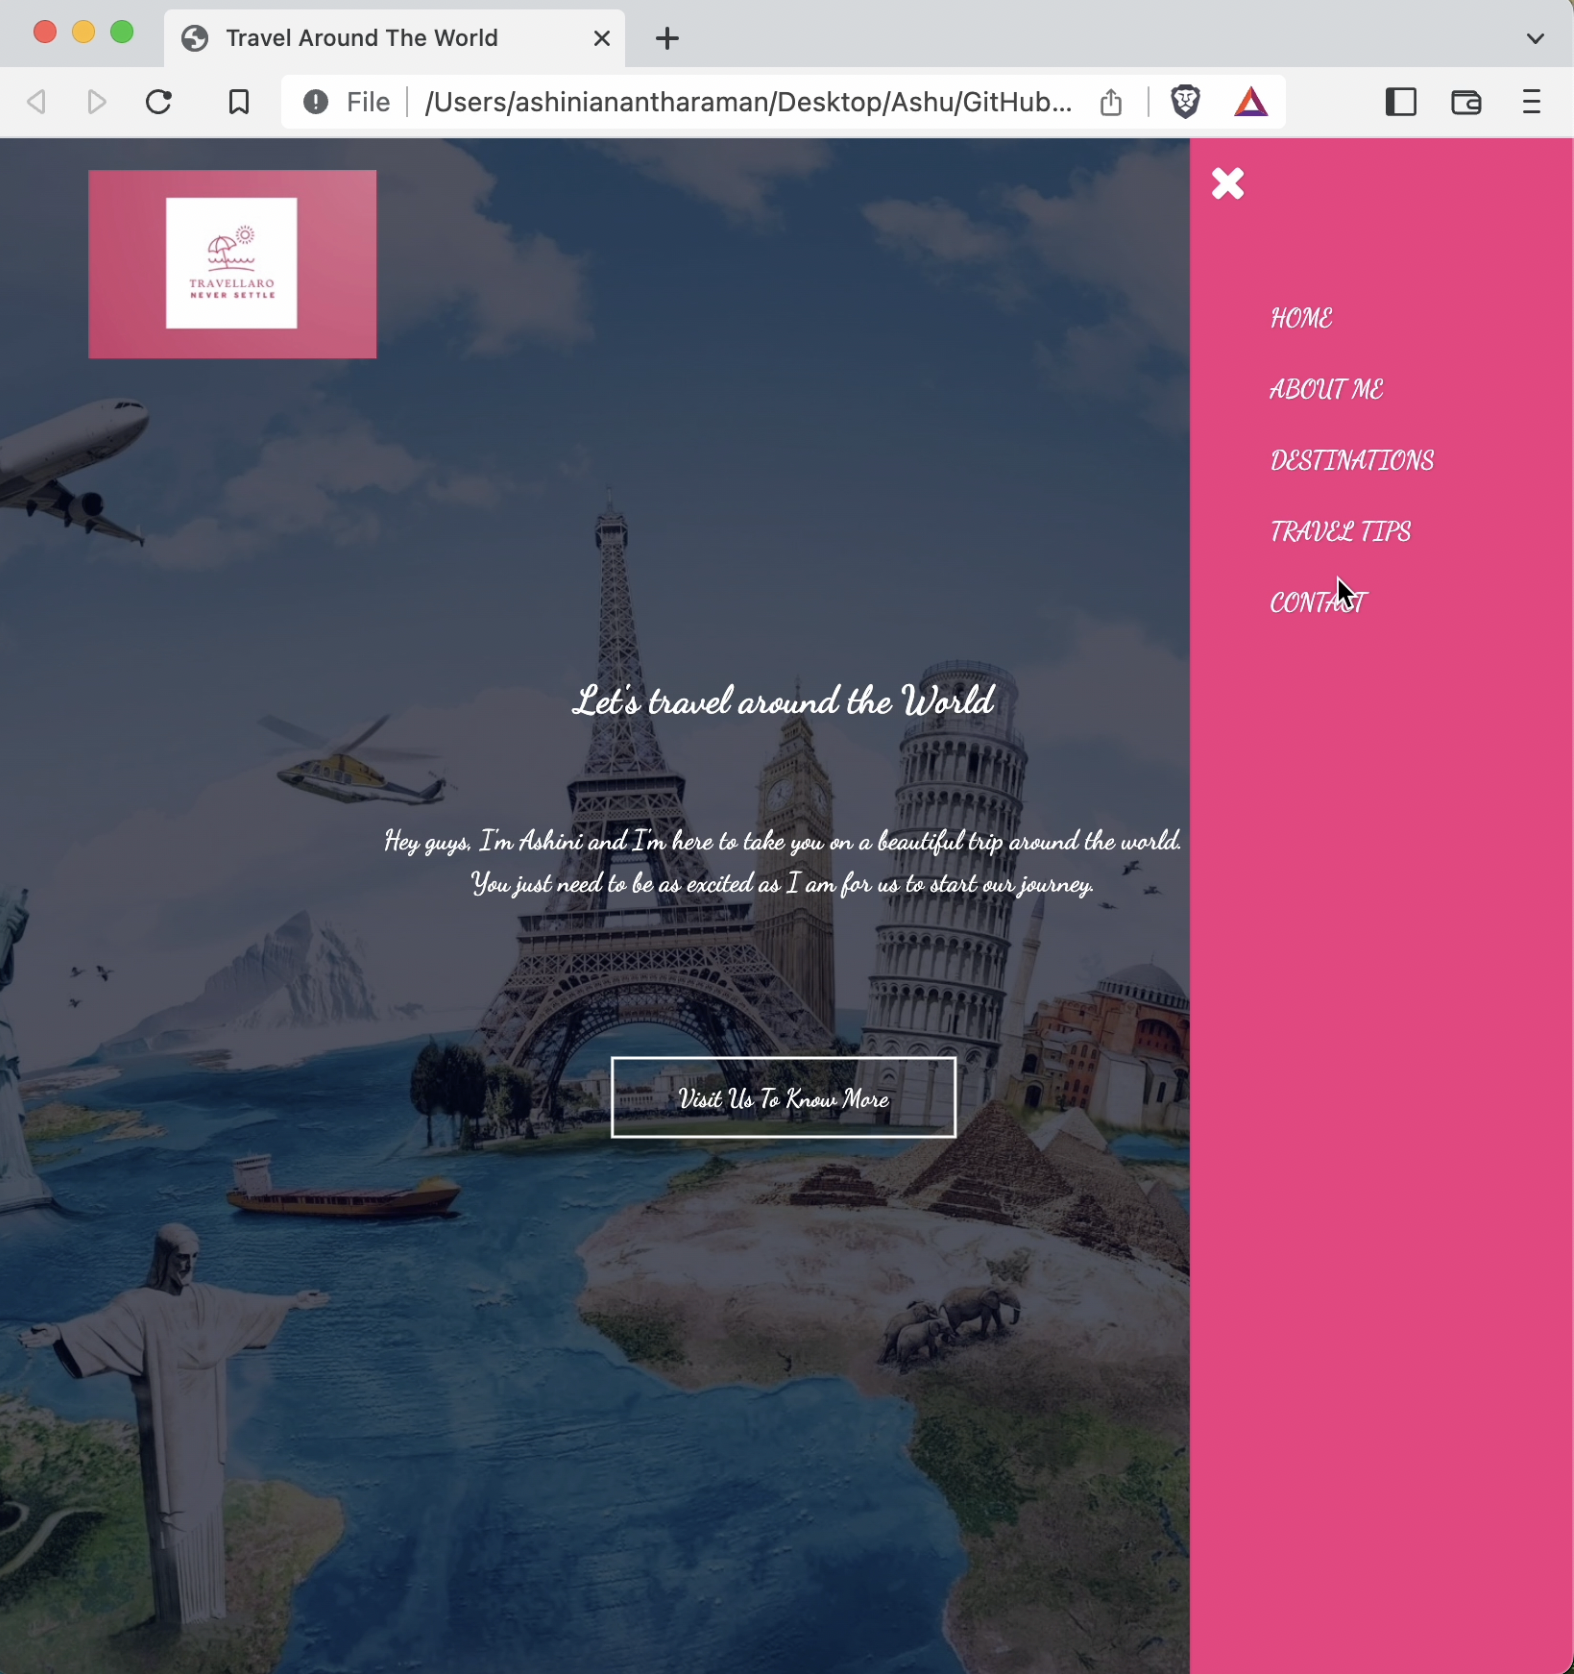 Travel Around The World
File
/Users/ashinianantharaman/Desktop/Ashu/GitHub...
TRAVELLARO
NEVER SETTLE
HOME
ABOUT ME
DESTINATIONS
TRAVEL TIPS
CONTACT
Let's travel around the World
Hey guys, I'm Ashini and I'm here to take you on a beautiful trip around the world.
You just need to be as excited as I am for us to start our journey.
Visit Us To Know More